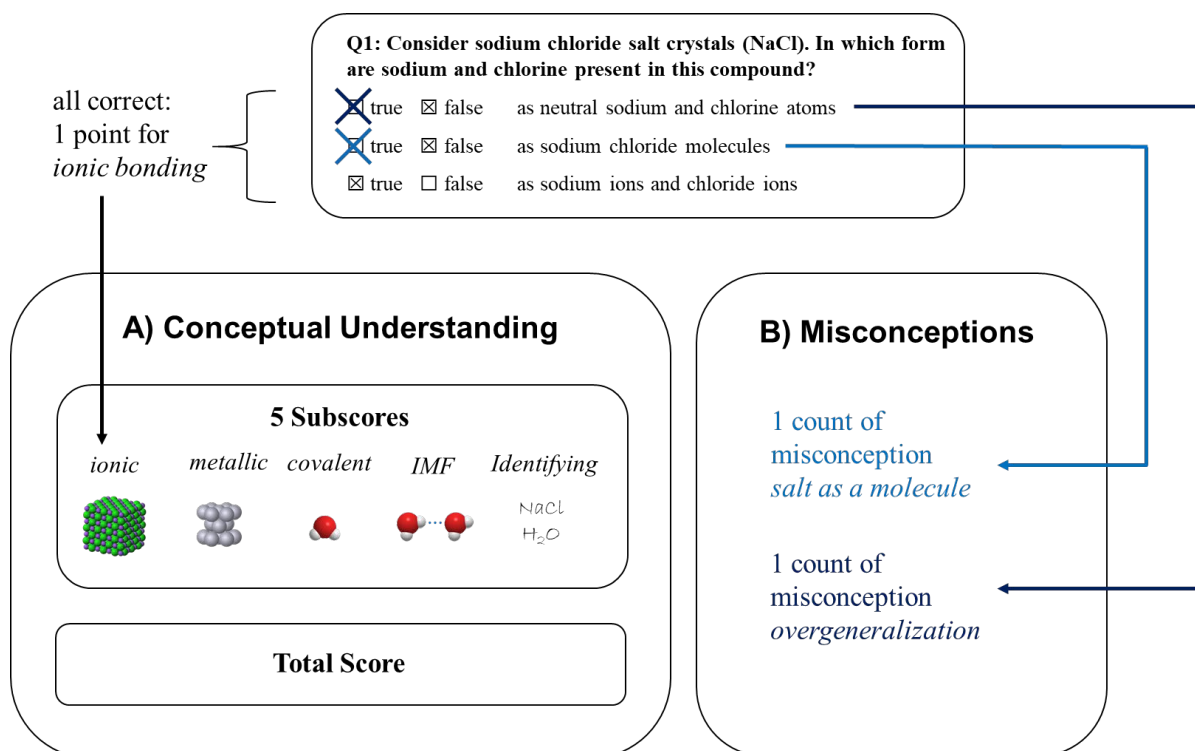 Q1: Consider sodium chloride salt crystals (NaCl). In which form
are sodium and chlorine present in this compound?
☒ true ☒ false as neutral sodium and chlorine atoms
☒ true ☒ false as sodium chloride molecules
☒ true ☐ false as sodium ions and chloride ions
all correct:
1 point for
ionic bonding
A) Conceptual Understanding
5 Subscores
ionic metallic covalent IMF Identifying
NaCl
H₂O
Total Score
B) Misconceptions
1 count of
misconception
salt as a molecule
1 count of
misconception
overgeneralization